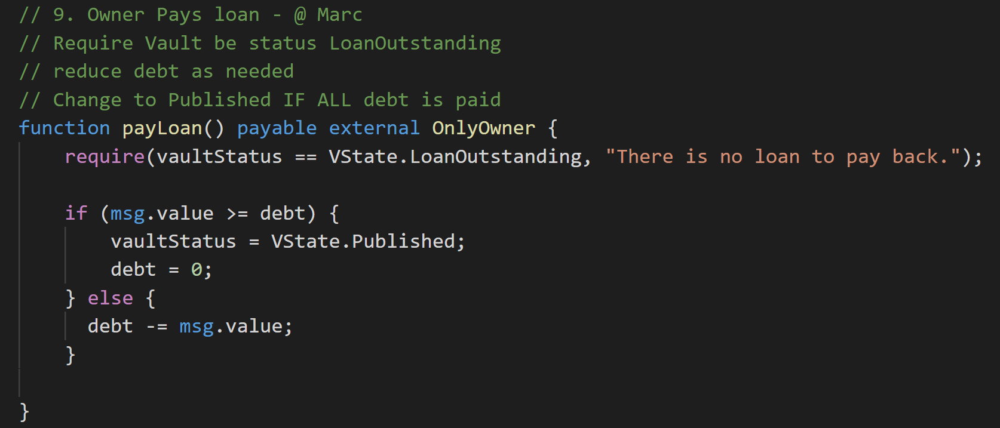 // 9. Owner Pays loan - @ Marc
// Require Vault be status LoanOutstanding
// reduce debt as needed
// Change to Published IF ALL debt is paid
function payLoan() payable external OnlyOwner {
    require(vaultStatus == VState.LoanOutstanding, "There is no loan to pay back.");
    if (msg.value >= debt) {
        vaultStatus = VState.Published;
        debt = 0;
    } else {
      debt -= msg.value;
    }
}